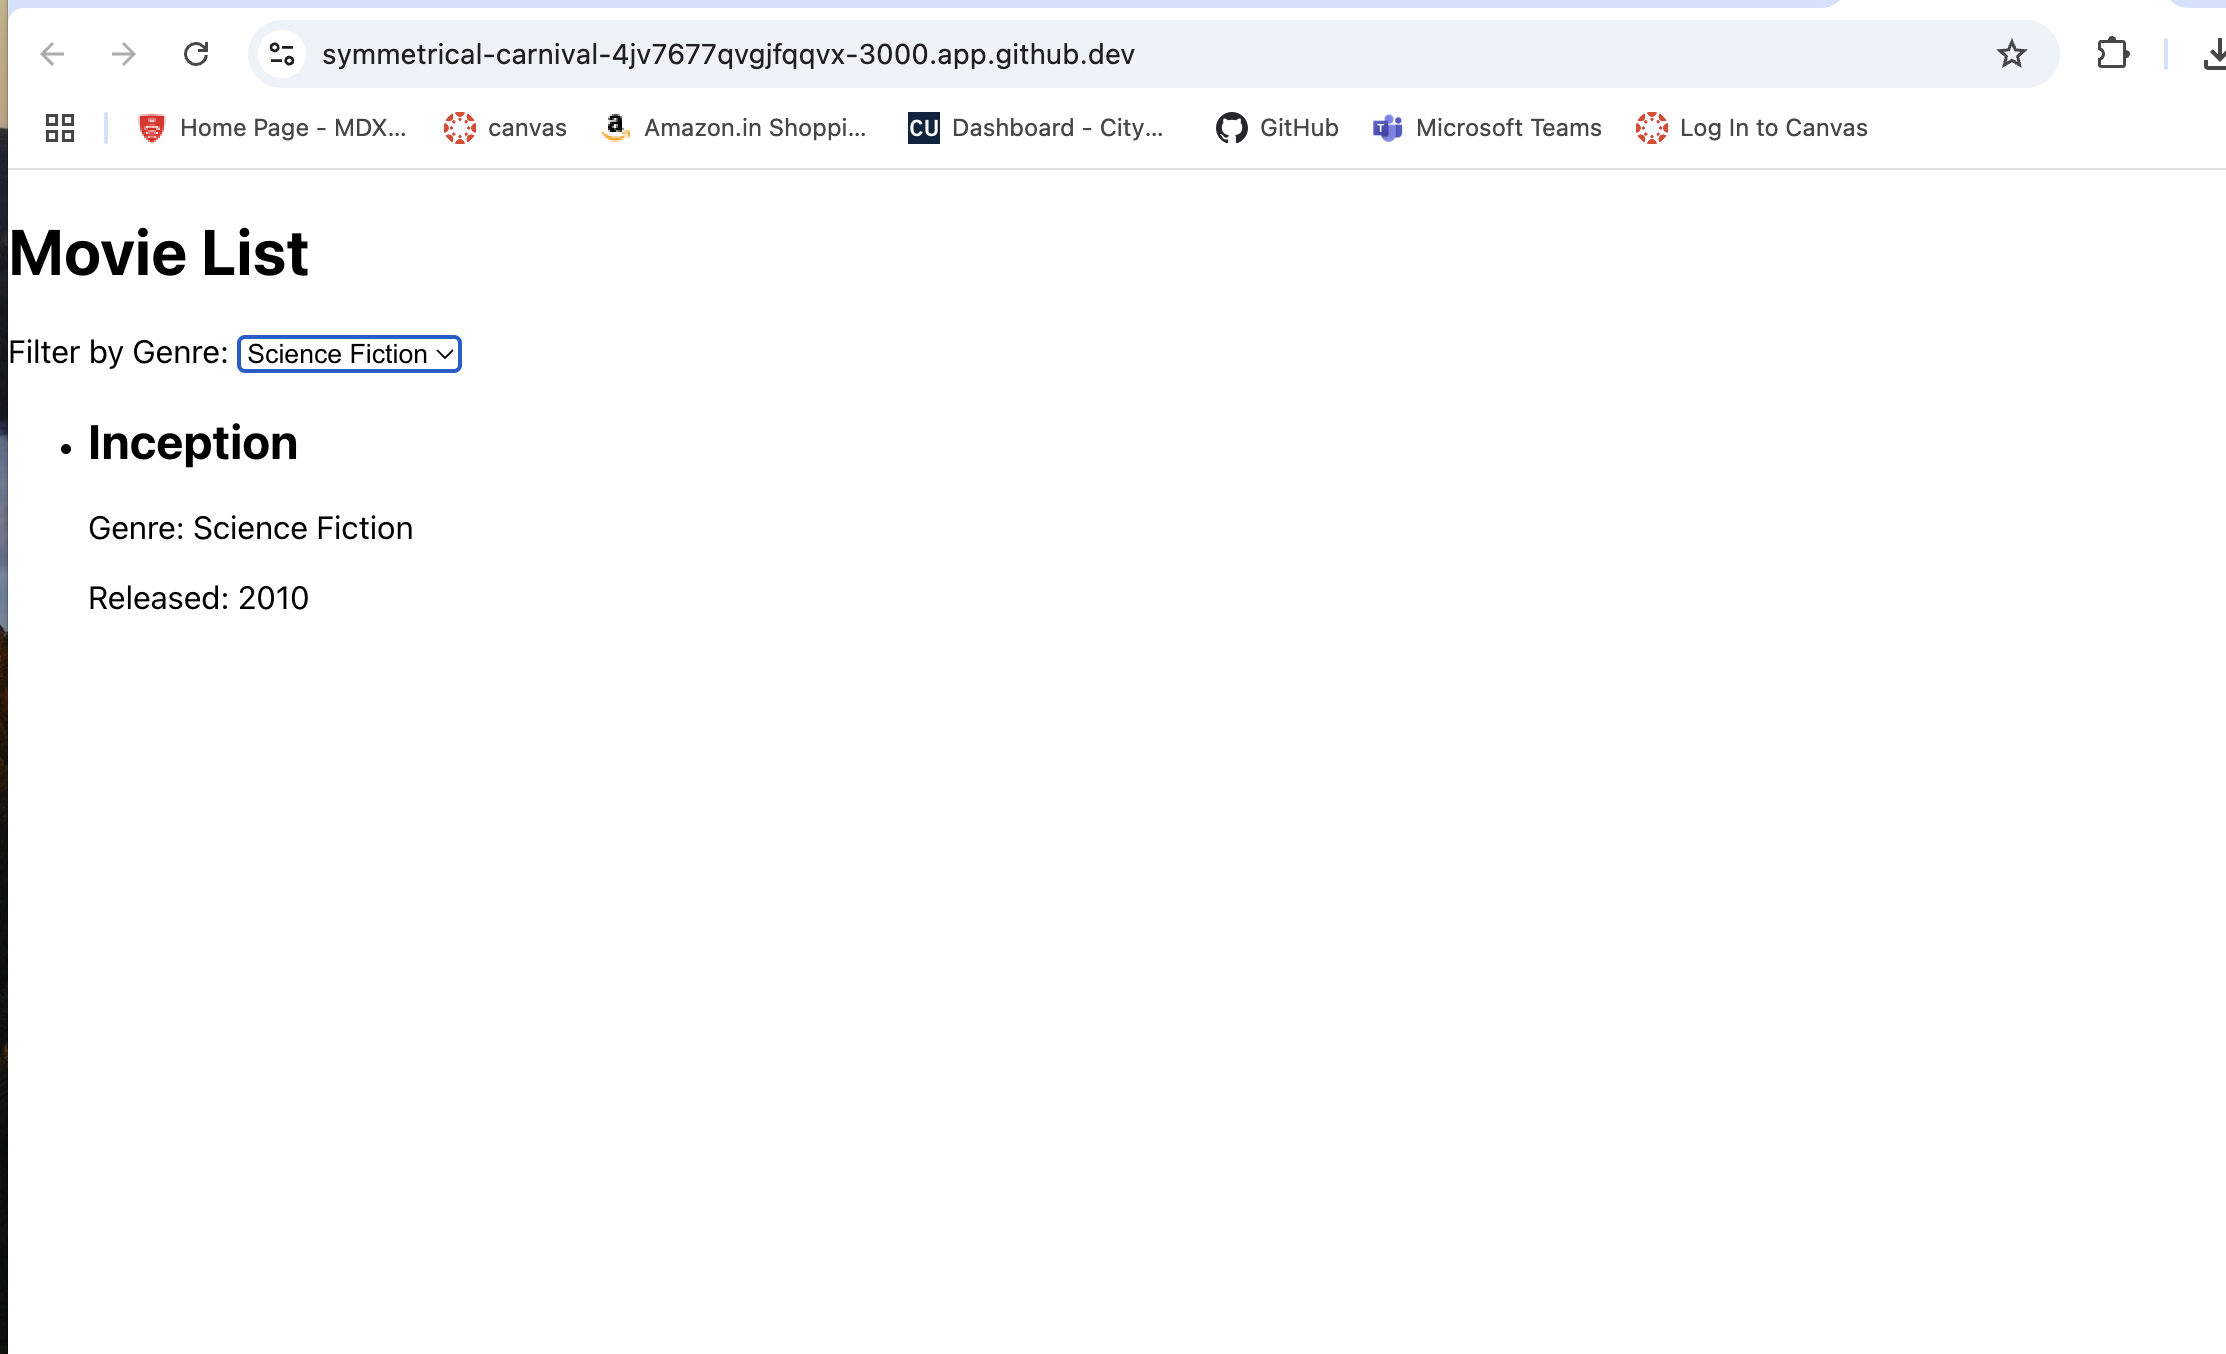 symmetrical-carnival-4jv7677qvgjfqqvx-3000.app.github.dev
Home Page - MDX... canvas a Amazon.in Shoppi... CU Dashboard - City... GitHub T Microsoft Teams Log In to Canvas
Movie List
Filter by Genre: Science Fiction
• Inception
Genre: Science Fiction
Released: 2010